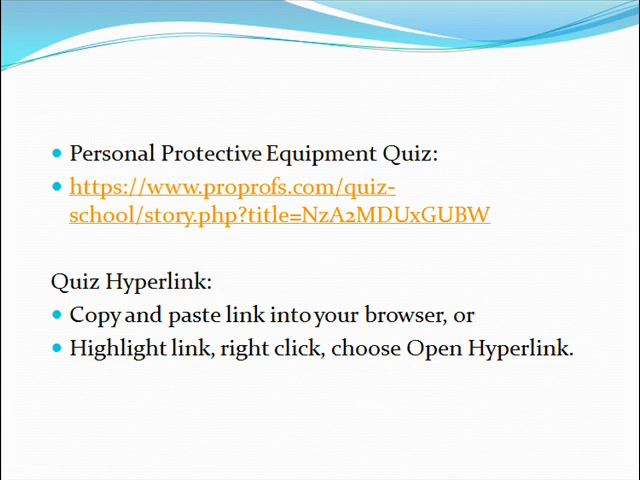 Personal Protective Equipment Quiz:
https://www.proprofs.com/quiz-
school/story.php?title=NzA2MDUxGUBW
Quiz Hyperlink:
Copy and paste link into your browser, or
Highlight link, right click, choose Open Hyperlink.